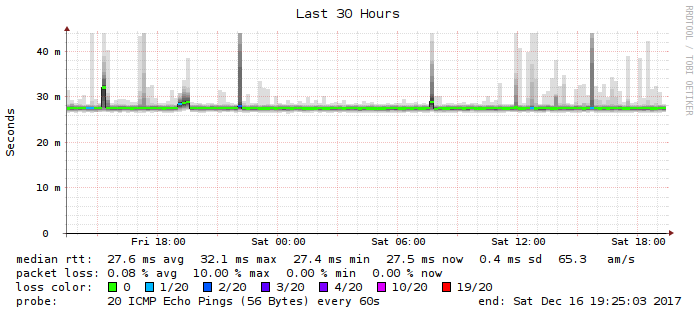 Last 30 Hours
RRDTOOL / TOBI OETIKER
Seconds
40 m
30 m
20 m
10 m
0
Fri 18:00 Sat 00:00 Sat 06:00 Sat 12:00 Sat 18:00
median rtt: 27.6 ms avg 32.1 ms max 27.4 ms min 27.5 ms now 0.4 ms sd 65.3 am/s
packet loss: 0.08 % avg 10.00 % max 0.00 % min 0.00 % now
loss color: 0 1/20 2/20 3/20 4/20 10/20 19/20
probe: 20 ICMP Echo Pings (56 Bytes) every 60s end: Sat Dec 16 19:25:03 2017